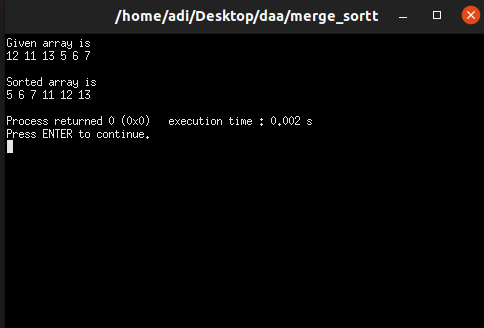 /home/adi/Desktop/daa/merge_sortt
Given array is
12 11 13 5 6 7
Sorted array is
5 6 7 11 12 13
Process returned 0 (0x0)   execution time : 0.002 s
Press ENTER to continue.